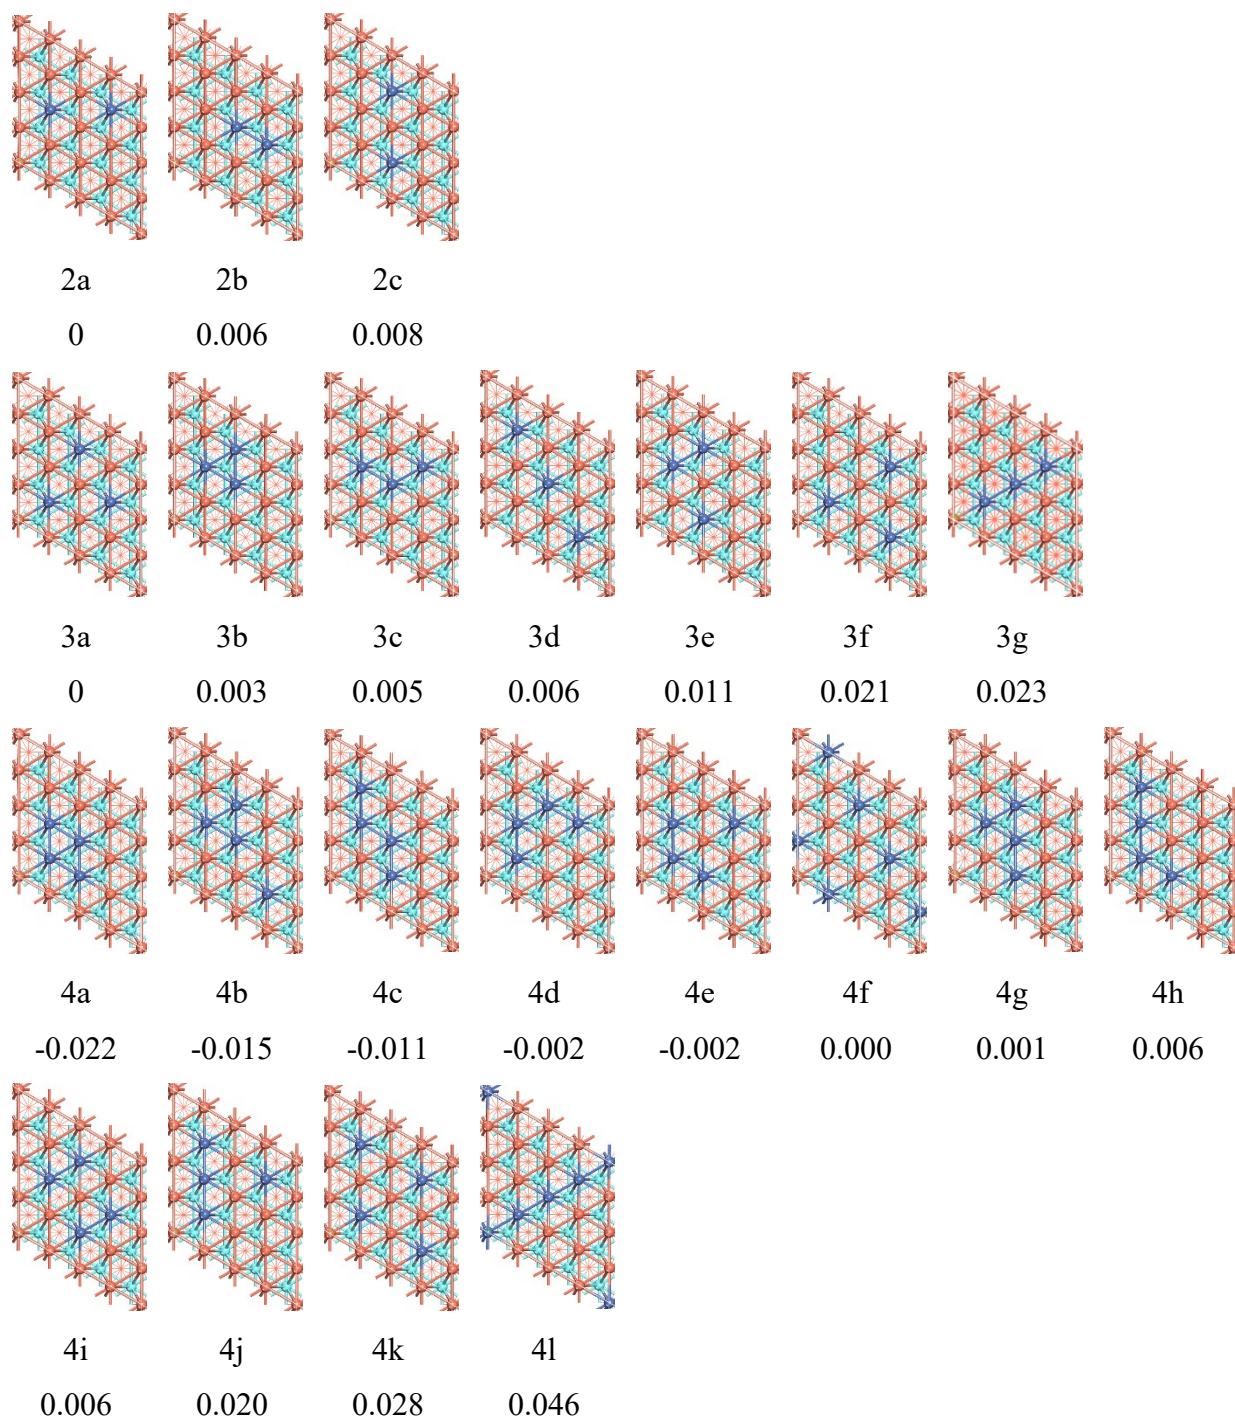 2a 2b 2c
0 0.006 0.008
3a 3b 3c 3d 3e 3f 3g
0 0.003 0.005 0.006 0.011 0.021 0.023
4a 4b 4c 4d 4e 4f 4g 4h
-0.022 -0.015 -0.011 -0.002 -0.002 0.000 0.001 0.006
4i 4j 4k 4l
0.006 0.020 0.028 0.046